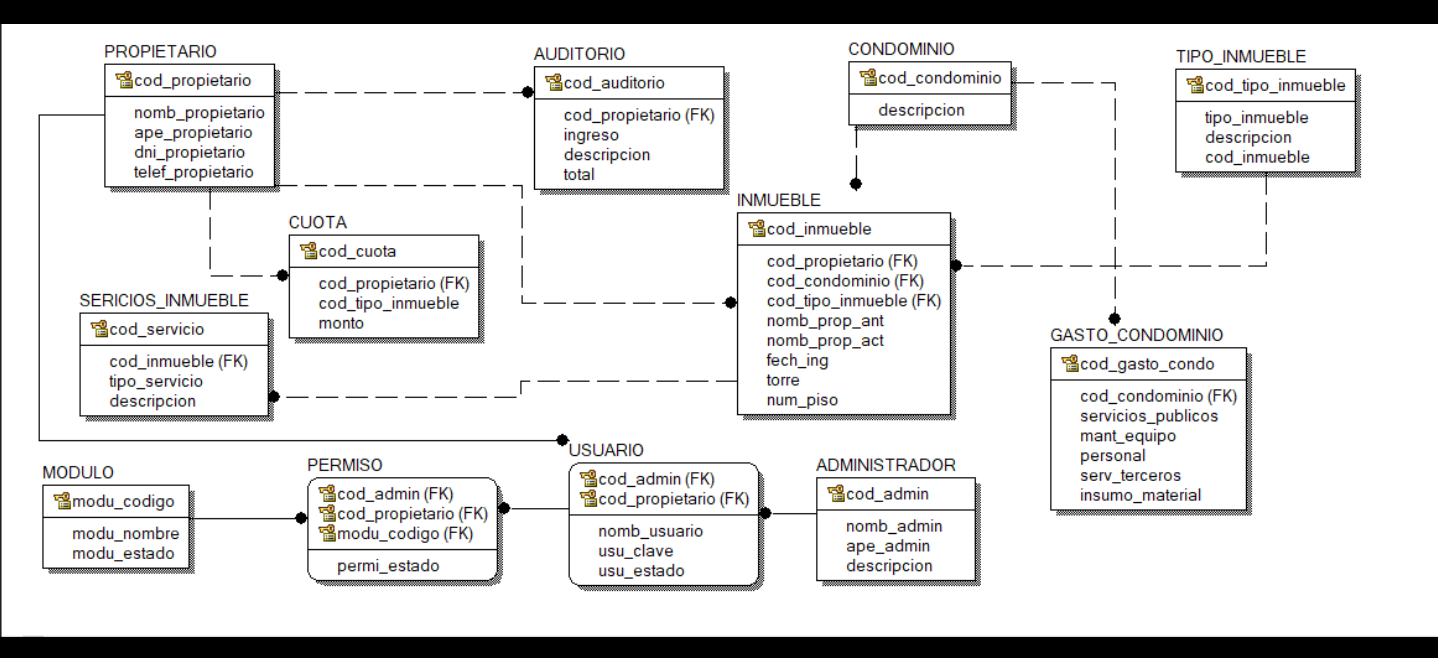 PROPIETARIO
cod_propietario
nomb_propietario
ape_propietario
dni_propietario
telef_propietario
AUDITORIO
cod_auditorio
cod_propietario (FK)
ingreso
descripcion
total
CONDOMINIO
cod_condominio
descripcion
TIPO_INMUEBLE
cod_tipo_inmueble
tipo_inmueble
descripcion
cod_inmueble
CUOTA
cod_cuota
cod_propietario (FK)
cod_tipo_inmueble
monto
INMUEBLE
cod_inmueble
cod_propietario (FK)
cod_condominio (FK)
cod_tipo_inmueble (FK)
nomb_prop_ant
nomb_prop_act
fech_ing
torre
num_piso
SERICIOS_INMUEBLE
cod_servicio
cod_inmueble (FK)
tipo_servicio
descripcion
GASTO_CONDOMINIO
cod_gasto_condo
cod_condominio (FK)
servicios_publicos
mant_equipo
personal
serv_terceros
insumo_material
MODULO
modu_codigo
modu_nombre
modu_estado
PERMISO
cod_admin (FK)
cod_propietario (FK)
modu_codigo (FK)
permi_estado
USUARIO
cod_admin (FK)
cod_propietario (FK)
nomb_usuario
usu_clave
usu_estado
ADMINISTRADOR
cod_admin
nomb_admin
ape_admin
descripcion